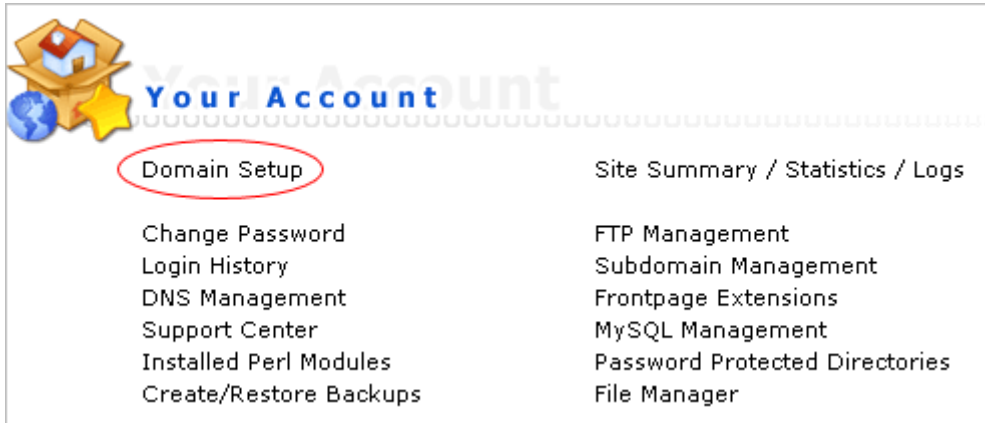 Your Account
Domain Setup
Site Summary / Statistics / Logs
Change Password
FTP Management
Login History
Subdomain Management
DNS Management
Frontpage Extensions
Support Center
MySQL Management
Installed Perl Modules
Password Protected Directories
Create/Restore Backups
File Manager